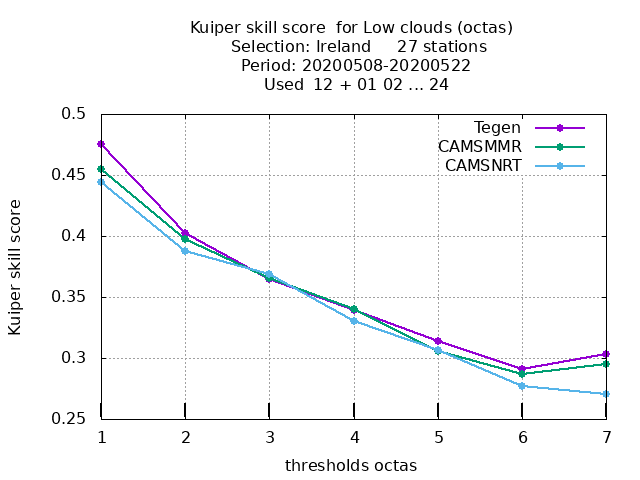 Kuiper skill score  for Low clouds (octas)
Selection: Ireland     27 stations
Period: 20200508-20200522
Used  12 + 01 02 ... 24
0.5
0.45
0.4
0.35
0.3
0.25
Kuiper skill score
Tegen
CAMSMMR
CAMSNRT
1 2 3 4 5 6 7
thresholds octas